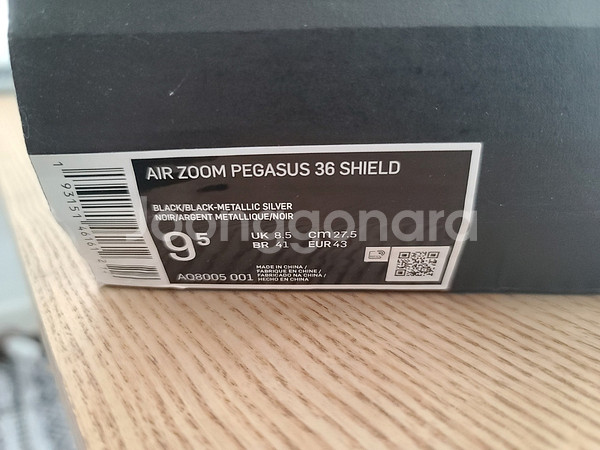 AIR ZOOM PEGASUS 36 SHIELD
BLACK/BLACK-METALLIC SILVER
NOIR/ARGENT METALLIQUE/NOIR
9.5
UK 8.5 CM 27.5
BR 41 EUR 43
AQ8005 001
MADE IN CHINA /
FABRIQUE EN CHINE /
FABRICADO NA CHINA /
HECHO EN CHINA
Joongonara